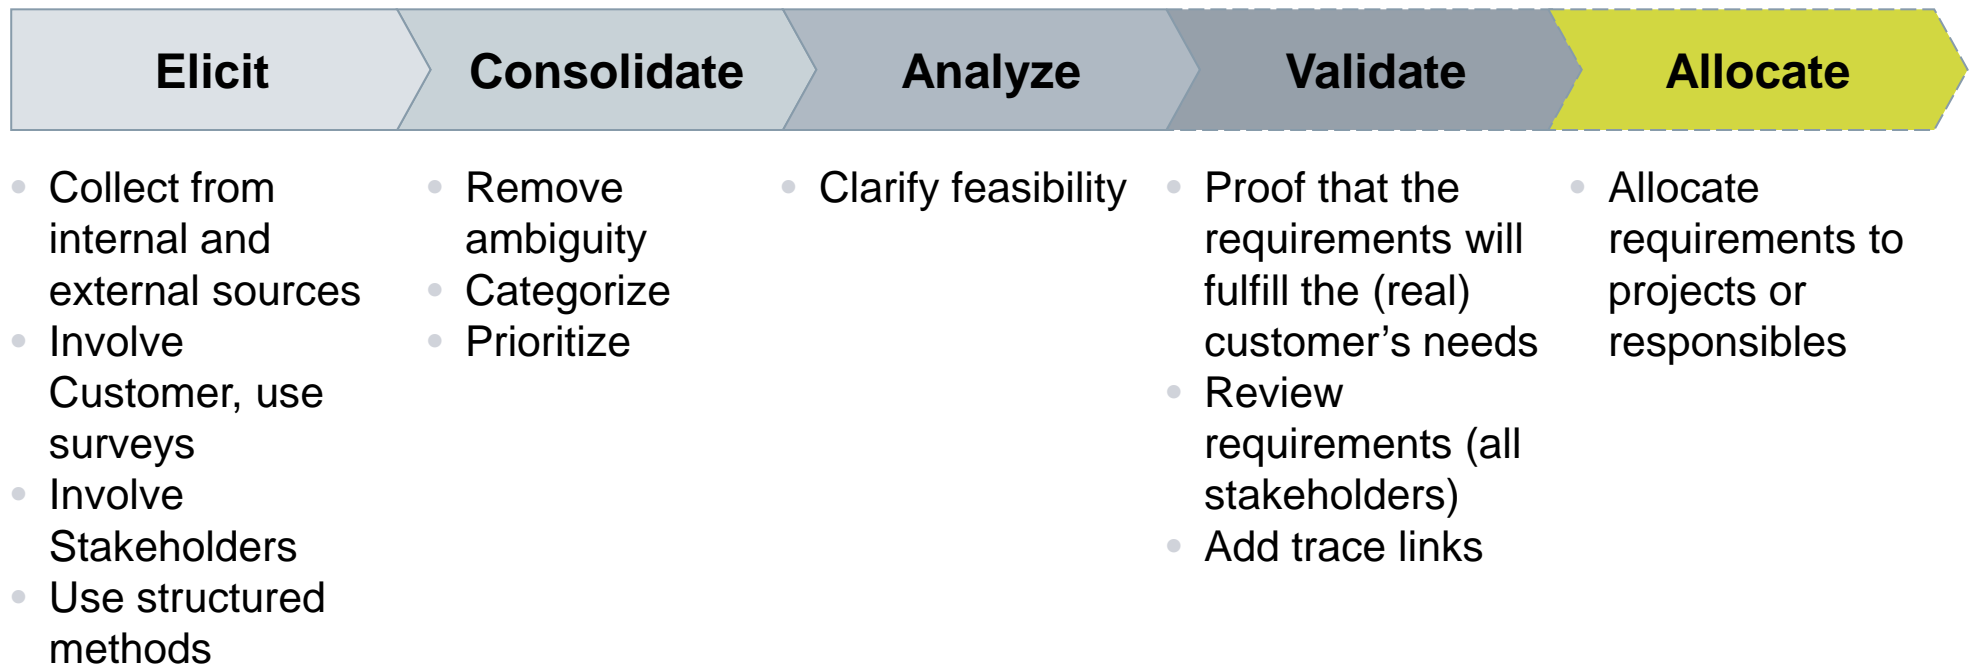 Elicit
Consolidate
Analyze
Validate
Allocate
• Collect from
internal and
external sources
• Involve
Customer, use
surveys
• Involve
Stakeholders
• Use structured
methods
• Remove
ambiguity
• Categorize
• Prioritize
• Clarify feasibility
• Proof that the
requirements will
fulfill the (real)
customer’s needs
• Review
requirements (all
stakeholders)
• Add trace links
• Allocate
requirements to
projects or
responsibles